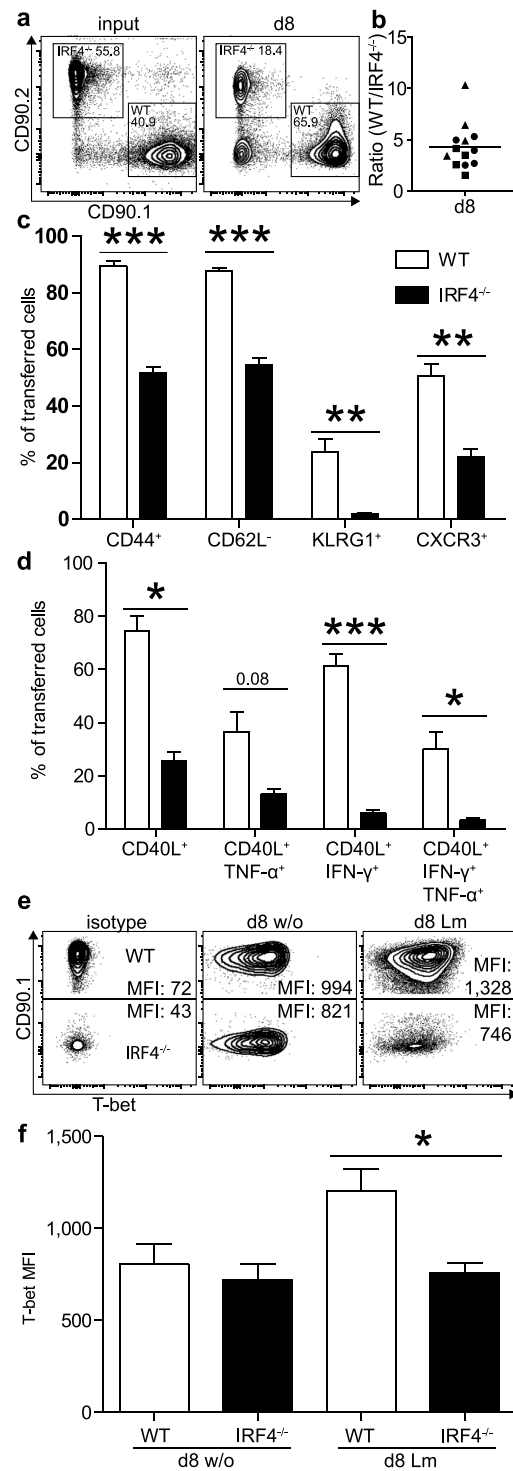 a
input
d8
b
IRF4-/- 55.8
IRF4-/- 18.4
WT
40.9
WT
65.9
CD90.2
CD90.1
Ratio (WT/IRF4-/-)
15
10
5
0
d8
c
100
80
60
40
20
0
% of transferred cells
***
***
**
**
WT
IRF4-/-
CD44+
CD62L-
KLRG1+
CXCR3+
d
100
80
60
40
20
0
% of transferred cells
*
0.08
***
*
CD40L+
CD40L+
TNF-α+
CD40L+
IFN-γ+
CD40L+
IFN-γ+
TNF-α+
e
isotype
d8 w/o
d8 Lm
WT
MFI: 72
MFI: 994
MFI:
1,328
MFI: 43
MFI: 821
MFI:
746
IRF4-/-
CD90.1
T-bet
f
1,500
1,000
500
0
T-bet MFI
*
WT
IRF4-/-
WT
IRF4-/-
d8 w/o
d8 Lm